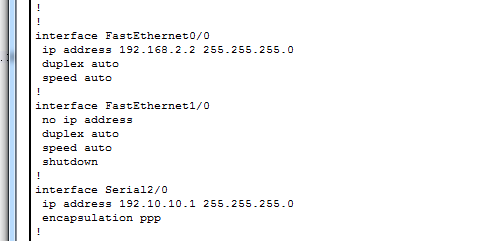 !
!
interface FastEthernet0/0
 ip address 192.168.2.2 255.255.255.0
 duplex auto
 speed auto
!
interface FastEthernet1/0
 no ip address
 duplex auto
 speed auto
 shutdown
!
interface Serial2/0
 ip address 192.10.10.1 255.255.255.0
 encapsulation ppp
!